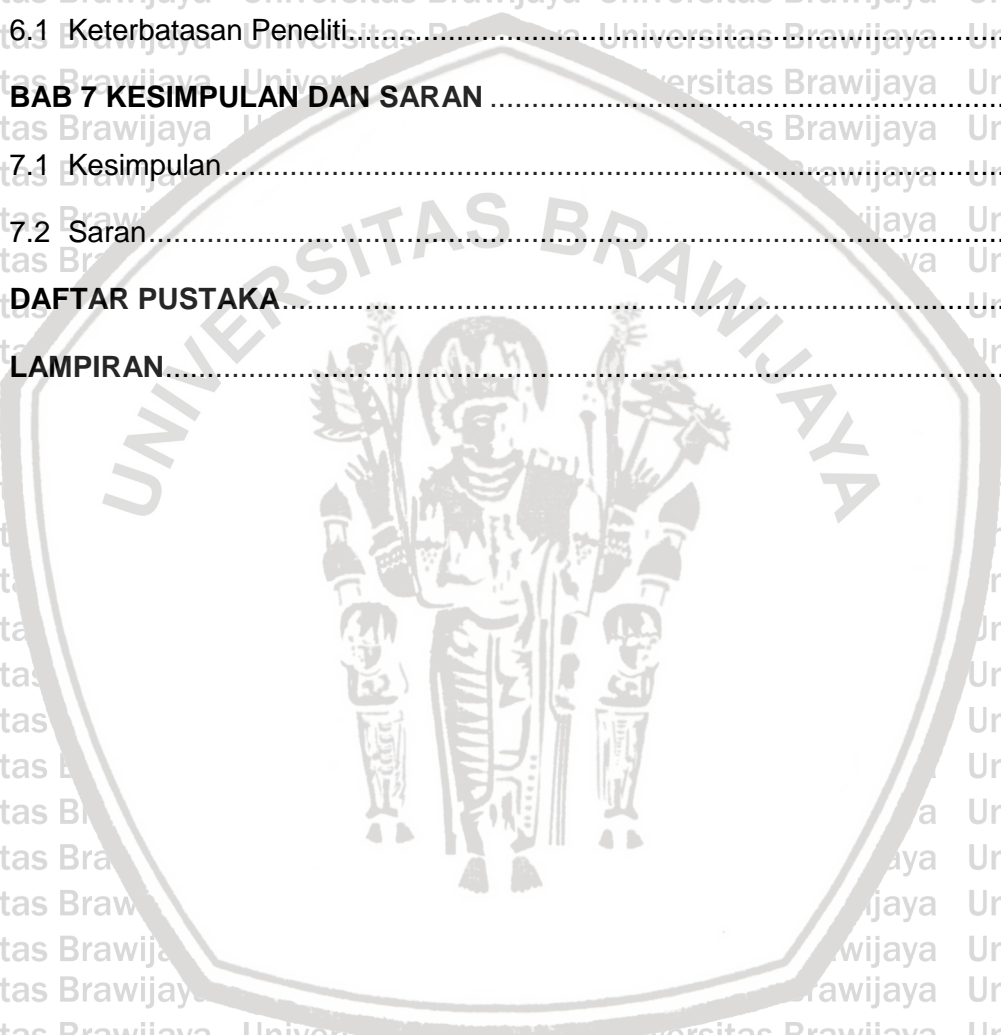 6.1 Keterbatasan Peneliti
BAB 7 KESIMPULAN DAN SARAN
7.1 Kesimpulan
7.2 Saran
DAFTAR PUSTAKA
LAMPIRAN
UNIVERSITAS BRAWIJAYA